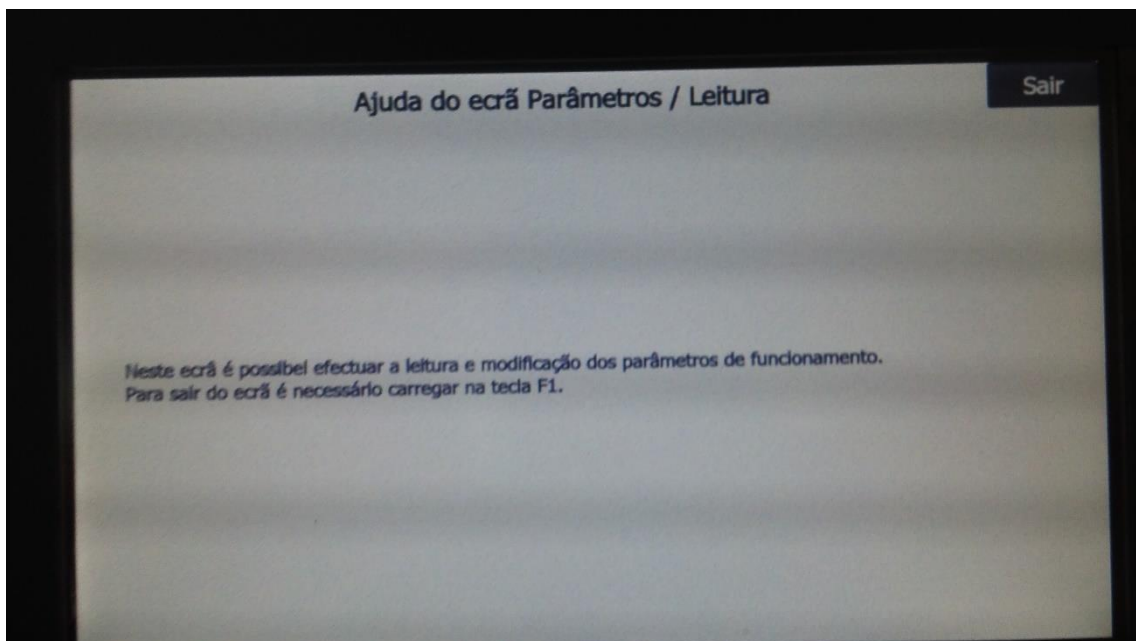 Ajuda do ecrã Parâmetros / Leitura
Sair
Neste ecrã é possibel efectuar a leitura e modificação dos parâmetros de funcionamento.
Para sair do ecrã é necessário carregar na tecla F1.